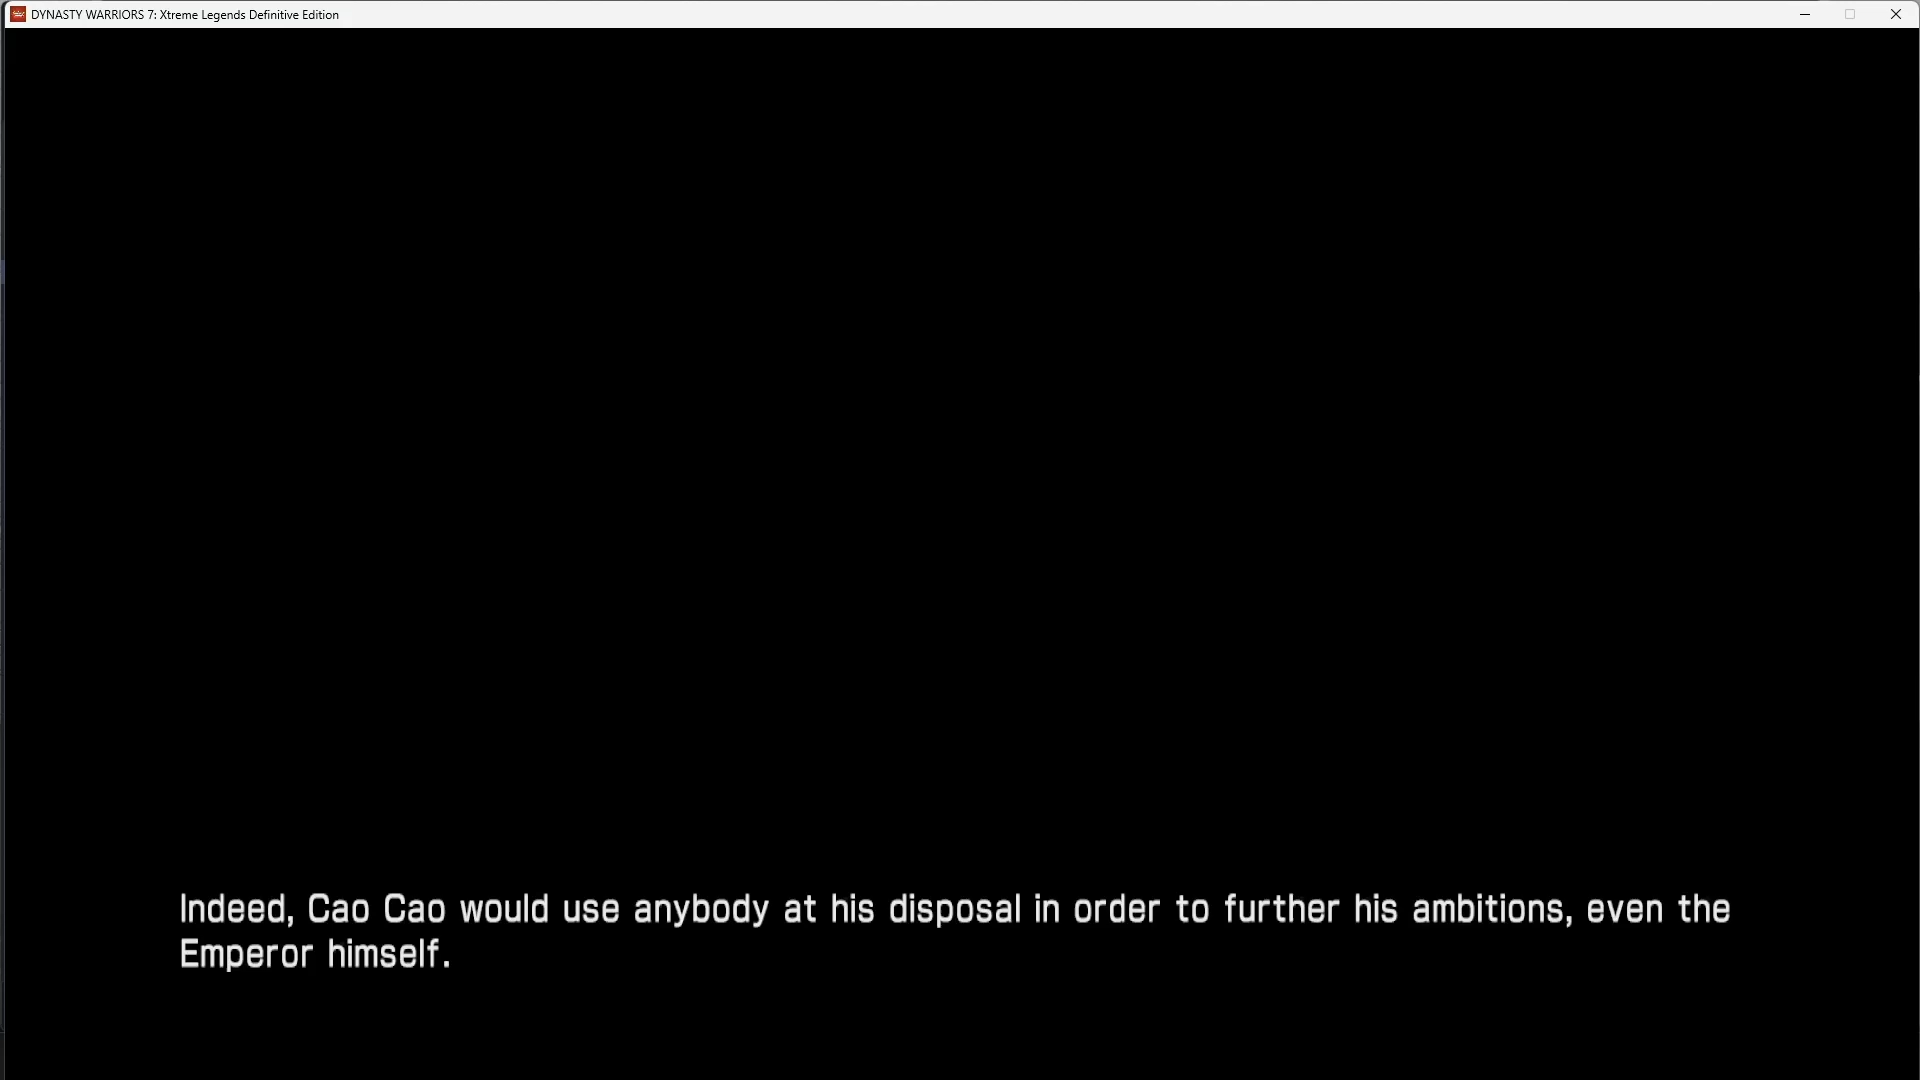 DYNASTY WARRIORS 7: Xtreme Legends Definitive Edition
Indeed, Cao Cao would use anybody at his disposal in order to further his ambitions, even the
Emperor himself.